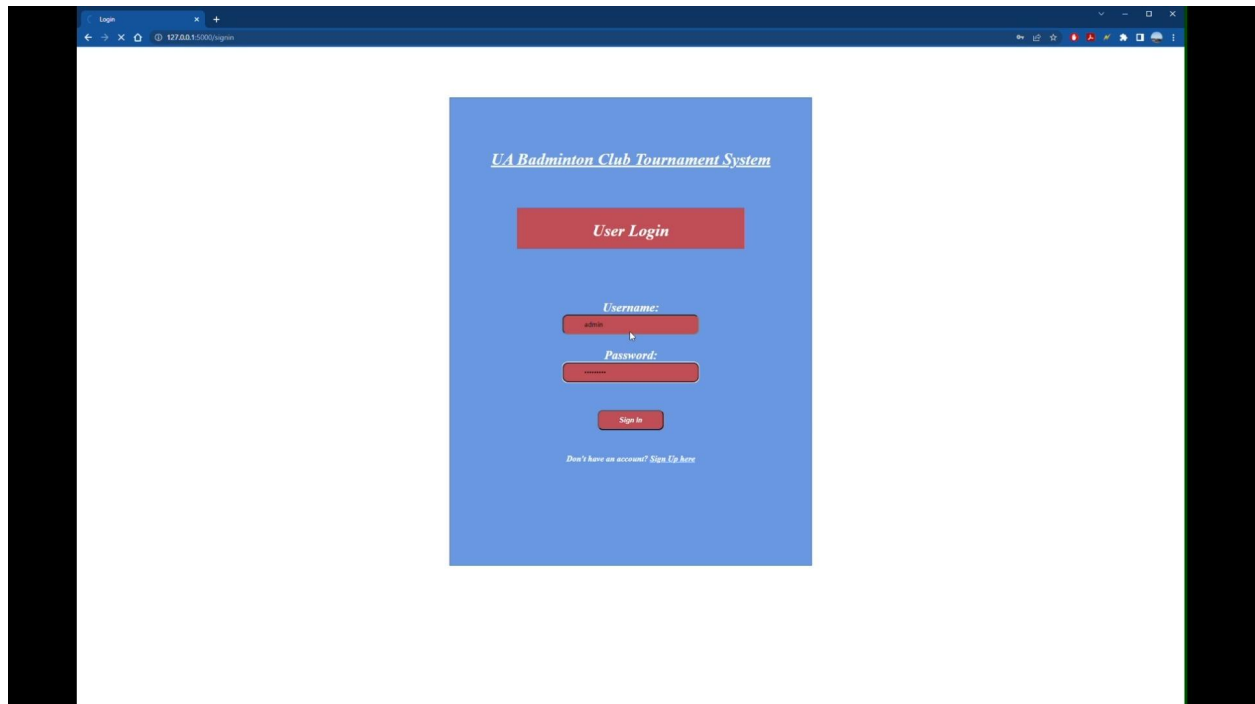 Login
127.0.0.1:5000/signin
UA Badminton Club Tournament System
User Login
Username:
admin
Password:
Sign In
Don't have an account? Sign Up here